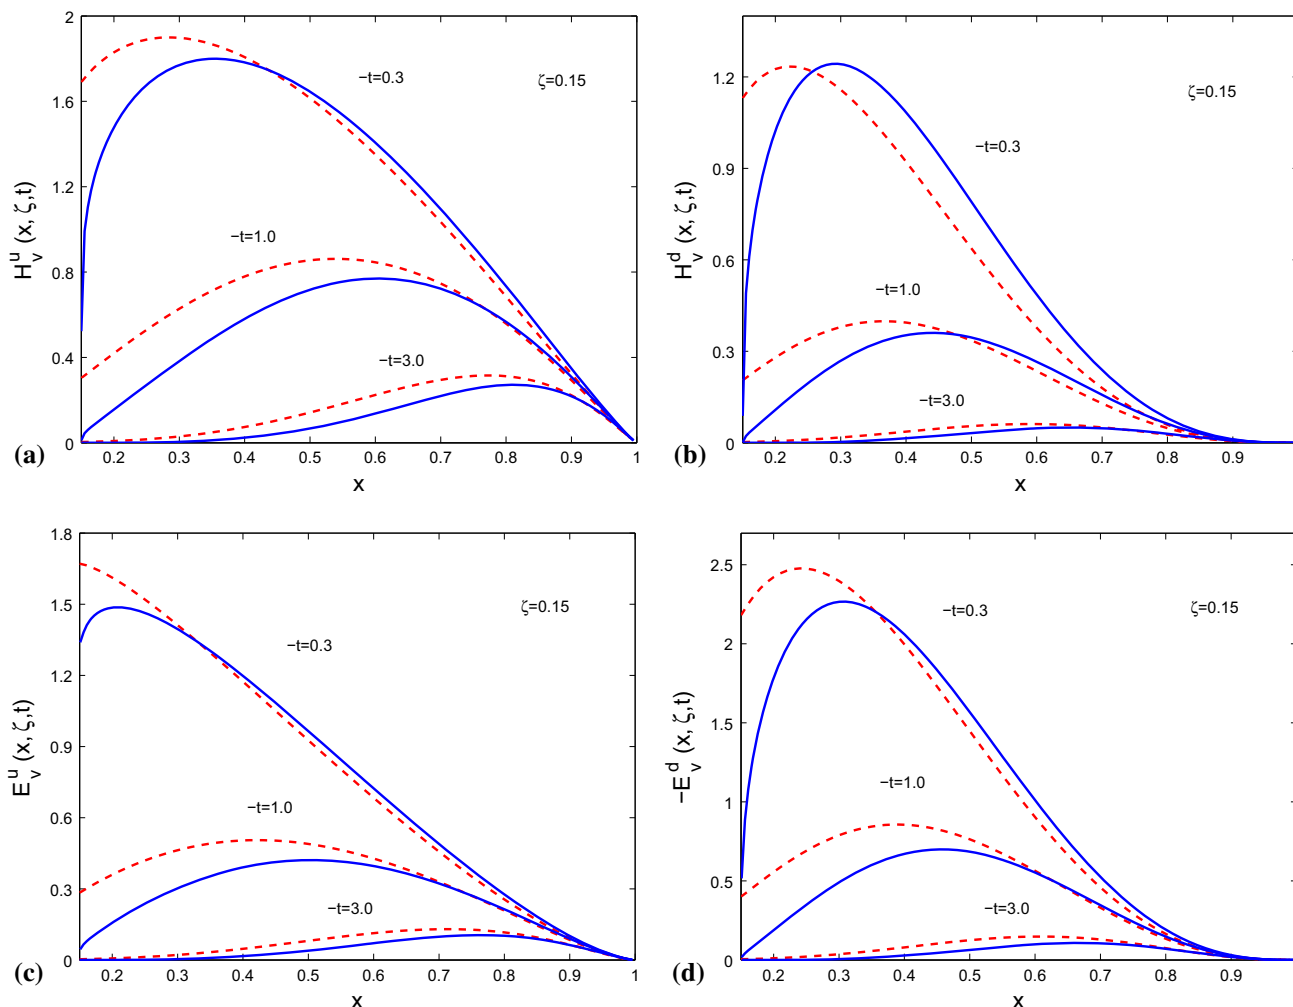 2
1.6
1.2
0.8
0.4
0
0.2 0.3 0.4 0.5 0.6 0.7 0.8 0.9 1
−t=0.3
ζ=0.15
−t=1.0
−t=3.0
H_v^u (x, ζ,t)
x
(a)
1.2
0.9
0.6
0.3
0
0.2 0.3 0.4 0.5 0.6 0.7 0.8 0.9
ζ=0.15
−t=0.3
−t=1.0
−t=3.0
H_v^d (x, ζ,t)
x
(b)
1.8
1.5
1.2
0.9
0.6
0.3
0
0.2 0.3 0.4 0.5 0.6 0.7 0.8 0.9 1
ζ=0.15
−t=0.3
−t=1.0
−t=3.0
E_v^u (x, ζ,t)
x
(c)
2.5
2
1.5
1
0.5
0
0.2 0.3 0.4 0.5 0.6 0.7 0.8 0.9
−t=0.3
ζ=0.15
−t=1.0
−t=3.0
−E_v^d (x, ζ,t)
x
(d)